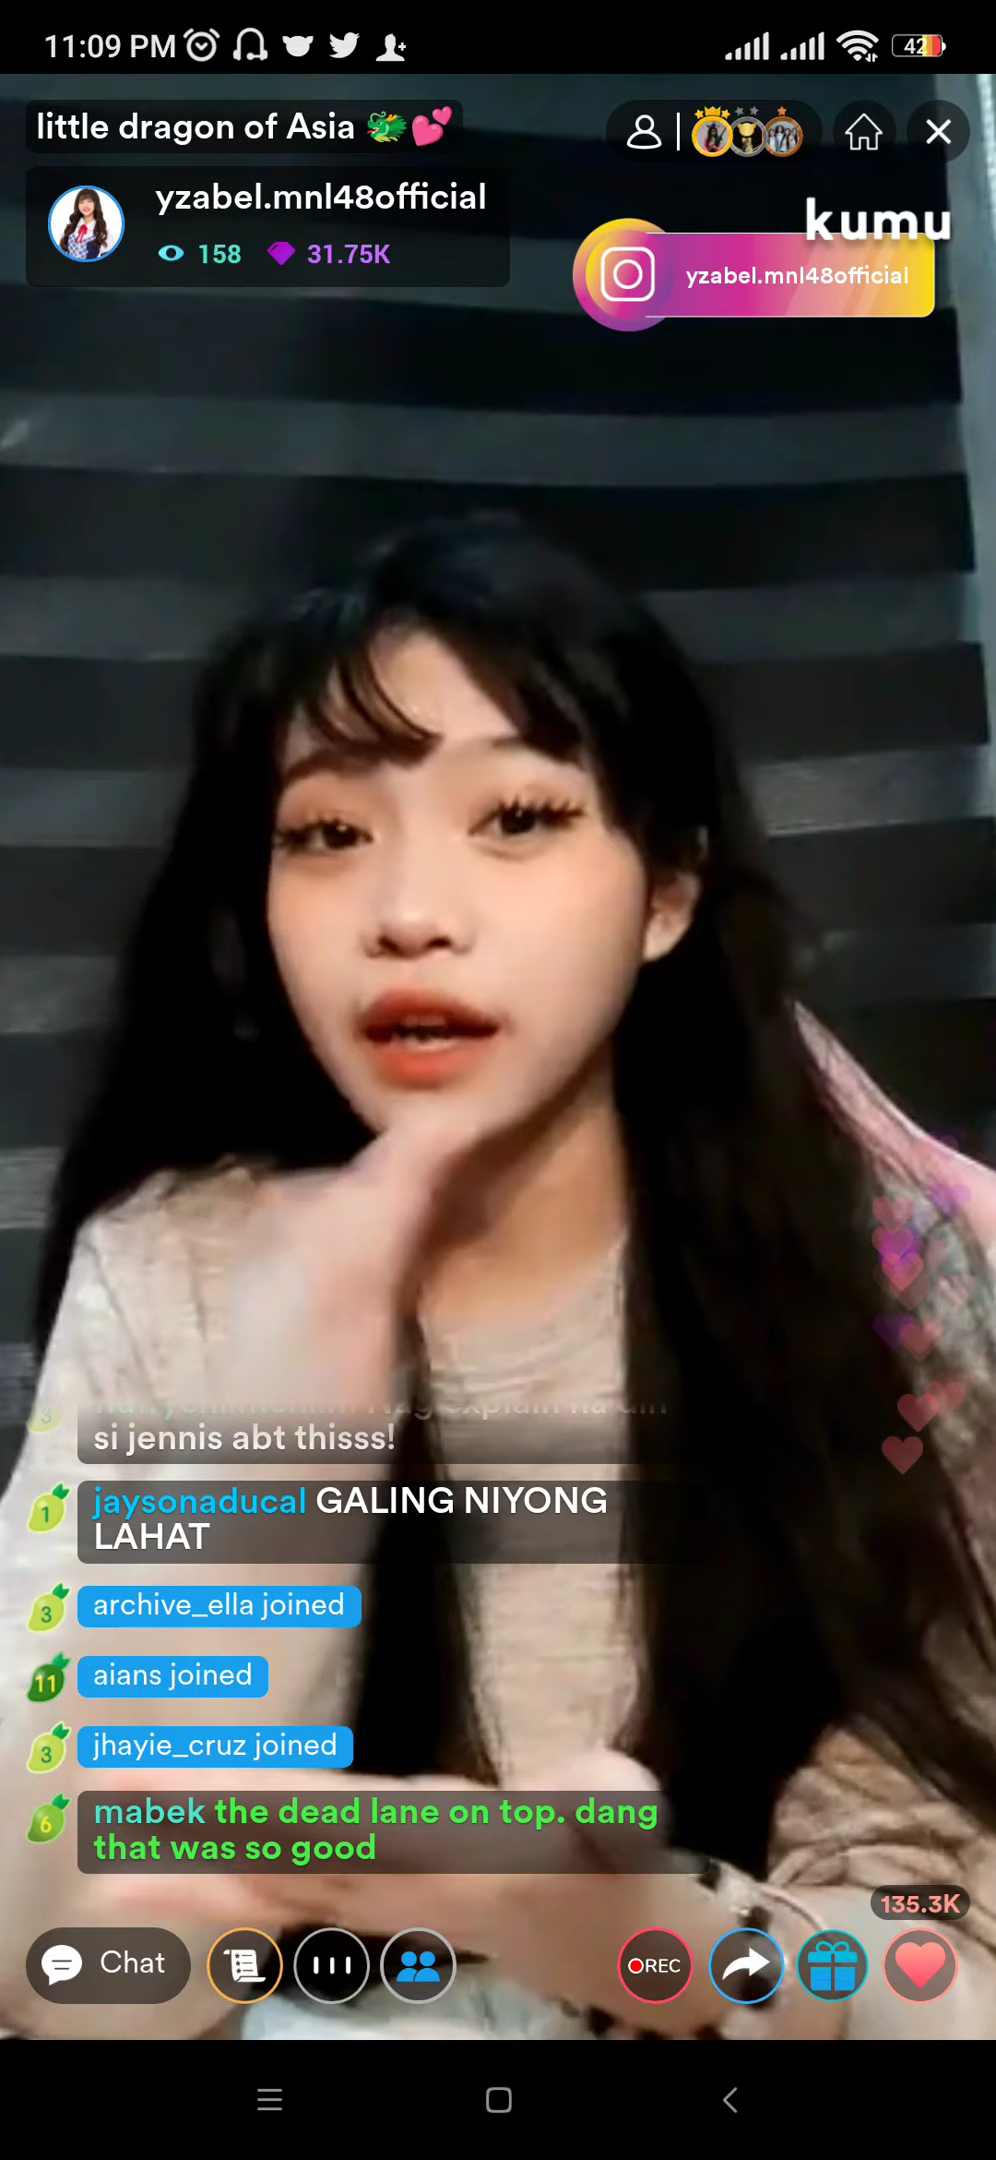 11:09 PM
42
little dragon of Asia 🐲💕
yzabel.mnl48official
158 31.75K
kumu
yzabel.mnl48official
3
si jennis abt thisss!
1 jaysonaducal GALING NIYONG
LAHAT
3 archive_ella joined
11 aians joined
3 jhayie_cruz joined
6 mabek the dead lane on top. dang
that was so good
135.3K
Chat
REC